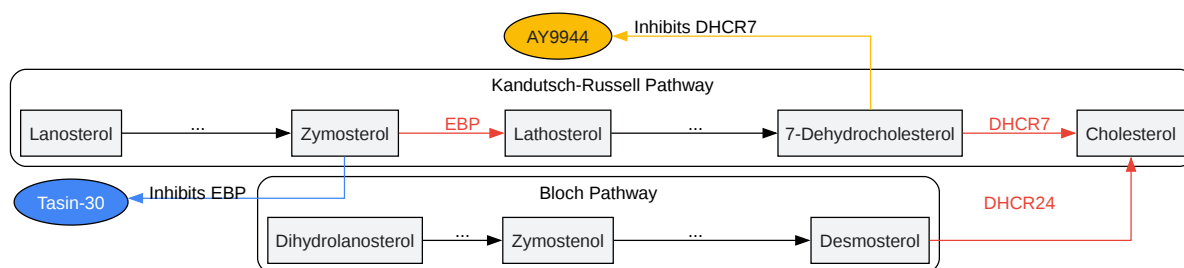 AY9944
Inhibits DHCR7
Kandutsch-Russell Pathway
Lanosterol
...
Zymosterol
EBP
Lathosterol
...
7-Dehydrocholesterol
DHCR7
Cholesterol
Tasin-30
Inhibits EBP
Bloch Pathway
DHCR24
Dihydrolanosterol
...
Zymostenol
...
Desmosterol